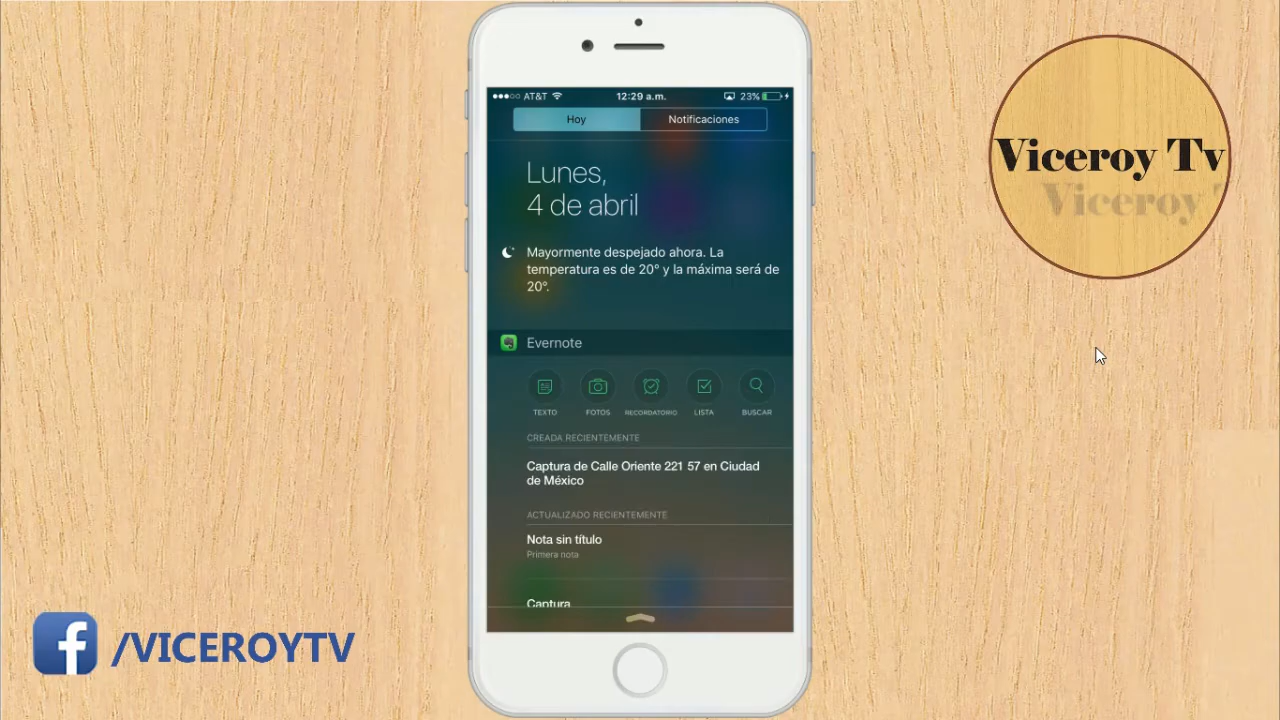 AT&T
12:29 a.m.
23%
Hoy
Notificaciones
Lunes,
4 de abril
Mayormente despejado ahora. La
temperatura es de 20° y la máxima será de
20°.
Evernote
TEXTO
FOTOS
RECORDATORIO
LISTA
BUSCAR
CREADA RECIENTEMENTE
Captura de Calle Oriente 221 57 en Ciudad
de México
ACTUALIZADO RECIENTEMENTE
Nota sin título
Primera nota
Captura
Viceroy Tv
Viceroy T
f
/VICEROYTV